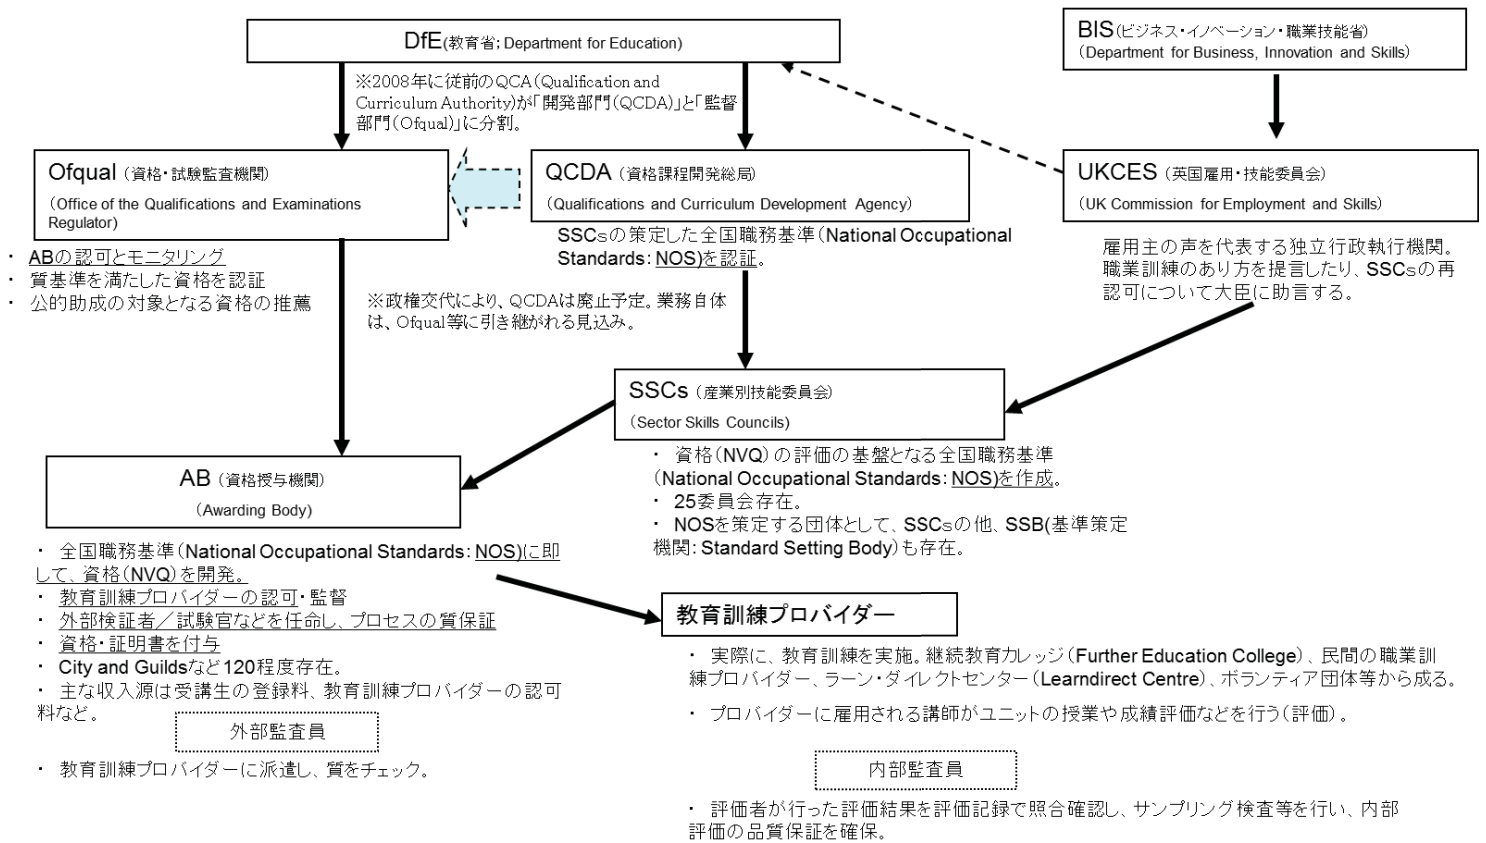 DfE(教育省；Department for Education)
BIS(ビジネス・イノベーション・職業技能省)
(Department for Business, Innovation and Skills)
※2008年に従前のQCA(Qualification and
Curriculum Authority)が「開発部門(QCDA)」と「監督
部門(Ofqual)」に分割。
Ofqual (資格・試験監査機関)
(Office of the Qualifications and Examinations
Regulator)
QCDA (資格課程開発総局)
(Qualifications and Curriculum Development Agency)
UKCES (英国雇用・技能委員会)
(UK Commission for Employment and Skills)
・ ABの認可とモニタリング
・ 質基準を満たした資格を認証
・ 公的助成の対象となる資格の推薦
SSCsの策定した全国職務基準(National Occupational
Standards：NOS)を認証。
雇用主の声を代表する独立行政執行機関。
職業訓練のあり方を提言したり、SSCsの再
認可について大臣に助言する。
※政権交代により、QCDAは廃止予定。業務自体
は、Ofqual等に引き継がれる見込み。
SSCs (産業別技能委員会)
(Sector Skills Councils)
・ 資格(NVQ)の評価の基盤となる全国職務基準
(National Occupational Standards：NOS)を作成。
・ 25委員会存在。
・ NOSを策定する団体として、SSCsの他、SSB(基準策定
機関：Standard Setting Body)も存在。
AB (資格授与機関)
(Awarding Body)
・ 全国職務基準(National Occupational Standards：NOS)に即
して、資格(NVQ)を開発。
・ 教育訓練プロバイダーの認可・監督
・ 外部検証者／試験官などを任命し、プロセスの質保証
・ 資格・証明書を付与
・ City and Guildsなど120程度存在。
・ 主な収入源は受講生の登録料、教育訓練プロバイダーの認可
料など。
外部監査員
・ 教育訓練プロバイダーに派遣し、質をチェック。
教育訓練プロバイダー
・ 実際に、教育訓練を実施。継続教育カレッジ(Further Education College)、民間の職業訓
練プロバイダー、ラーン・ダイレクトセンター(Learndirect Centre)、ボランティア団体等から成る。
・ プロバイダーに雇用される講師がユニットの授業や成績評価などを行う(評価)。
内部監査員
・ 評価者が行った評価結果を評価記録で照合確認し、サンプリング検査等を行い、内部
評価の品質保証を確保。